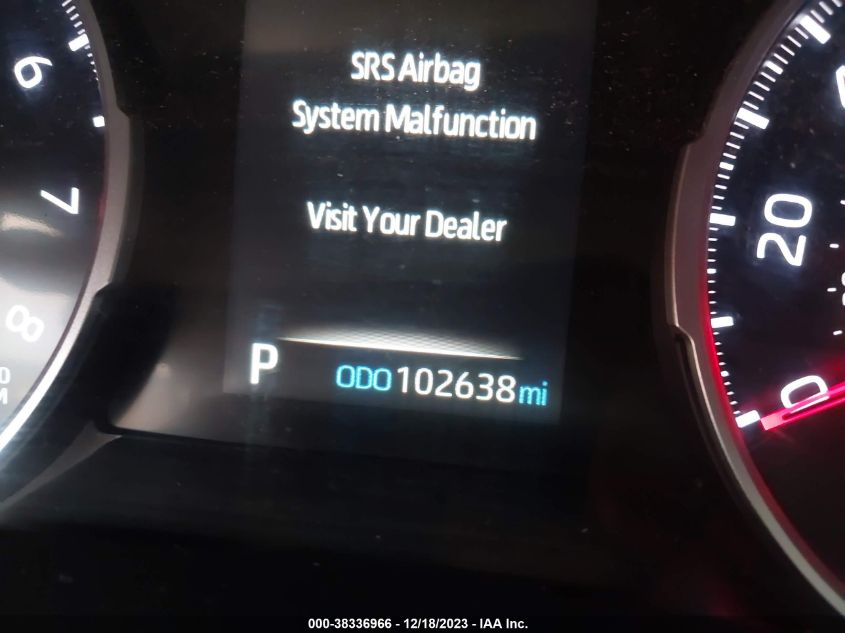 SRS Airbag
System Malfunction
Visit Your Dealer
P ODO 102638 mi
6
7
8
20
0
000-38336966 - 12/18/2023 - IAA Inc.